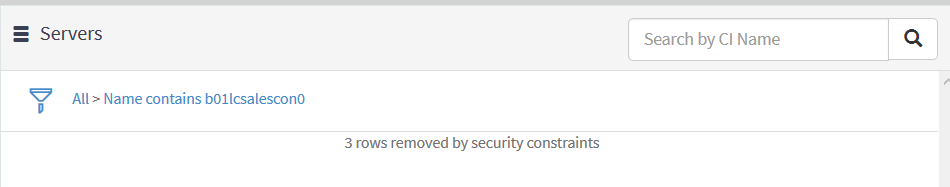 Servers
Search by CI Name
All > Name contains b01lcsalescon0
3 rows removed by security constraints